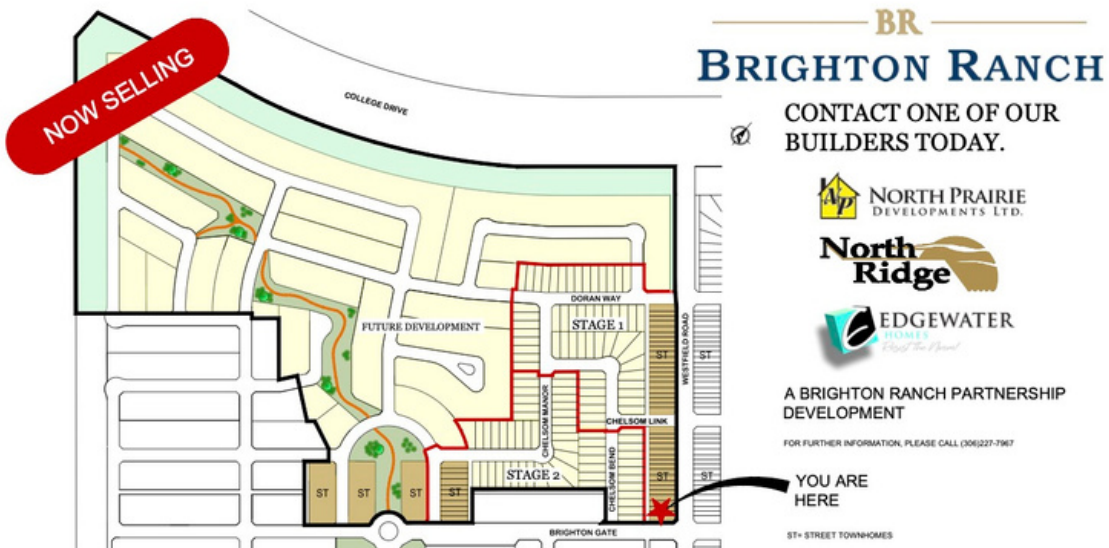 NOW SELLING
COLLEGE DRIVE
DORAN WAY
STAGE 1
FUTURE DEVELOPMENT
WESTFIELD ROAD
ST
ST
CHELSOM MANOR
CHELSOM LINK
CHELSOM BEND
STAGE 2
ST
ST
ST
ST
ST
ST
BRIGHTON GATE
BR
BRIGHTON RANCH
CONTACT ONE OF OUR
BUILDERS TODAY.
NP
NORTH PRAIRIE
DEVELOPMENTS LTD.
North
Ridge
EDGEWATER
HOMES
A BRIGHTON RANCH PARTNERSHIP
DEVELOPMENT
FOR FURTHER INFORMATION, PLEASE CALL (306)227-7967
YOU ARE
HERE
ST= STREET TOWNHOMES